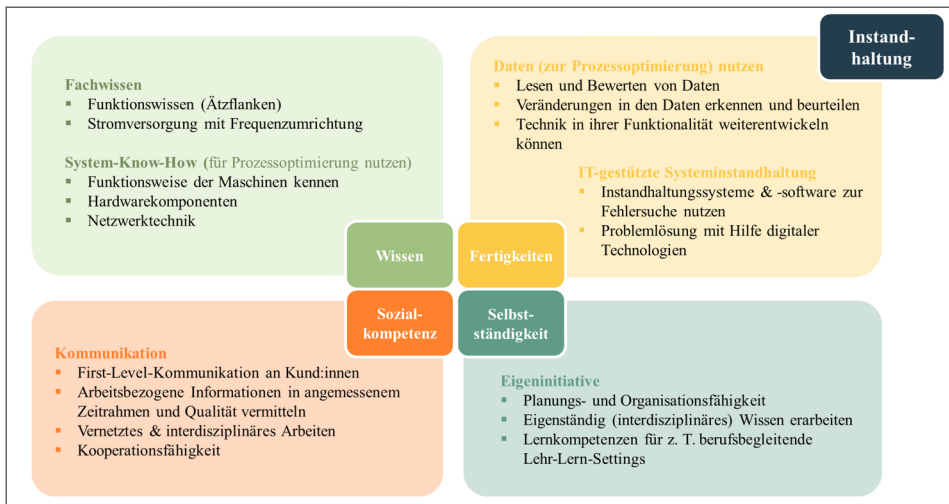 Instand-
haltung
Fachwissen
▪ Funktionswissen (Ätzflanken)
▪ Stromversorgung mit Frequenzumrichtung
System-Know-How (für Prozessoptimierung nutzen)
▪ Funktionsweise der Maschinen kennen
▪ Hardwarekomponenten
▪ Netzwerktechnik
Daten (zur Prozessoptimierung) nutzen
▪ Lesen und Bewerten von Daten
▪ Veränderungen in den Daten erkennen und beurteilen
▪ Technik in ihrer Funktionalität weiterentwickeln
können
IT-gestützte Systeminstandhaltung
▪ Instandhaltungssysteme & -software zur
Fehlersuche nutzen
▪ Problemlösung mit Hilfe digitaler
Technologien
Wissen
Fertigkeiten
Sozial-
kompetenz
Selbst-
ständigkeit
Kommunikation
▪ First-Level-Kommunikation an Kund:innen
▪ Arbeitsbezogene Informationen in angemessenem
Zeitrahmen und Qualität vermitteln
▪ Vernetztes & interdisziplinäres Arbeiten
▪ Kooperationsfähigkeit
Eigeninitiative
▪ Planungs- und Organisationsfähigkeit
▪ Eigenständig (interdisziplinäres) Wissen erarbeiten
▪ Lernkompetenzen für z. T. berufsbegleitende
Lehr-Lern-Settings